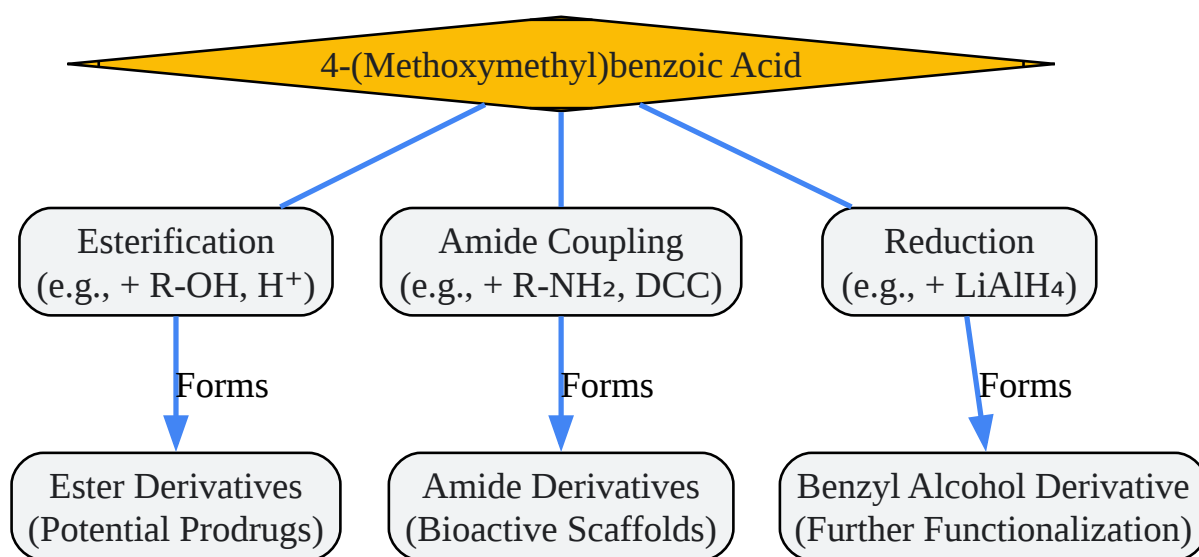 4-(Methoxymethyl)benzoic Acid
Esterification
(e.g., + R-OH, H⁺)
Amide Coupling
(e.g., + R-NH₂, DCC)
Reduction
(e.g., + LiAlH₄)
Forms
Forms
Forms
Ester Derivatives
(Potential Prodrugs)
Amide Derivatives
(Bioactive Scaffolds)
Benzyl Alcohol Derivative
(Further Functionalization)